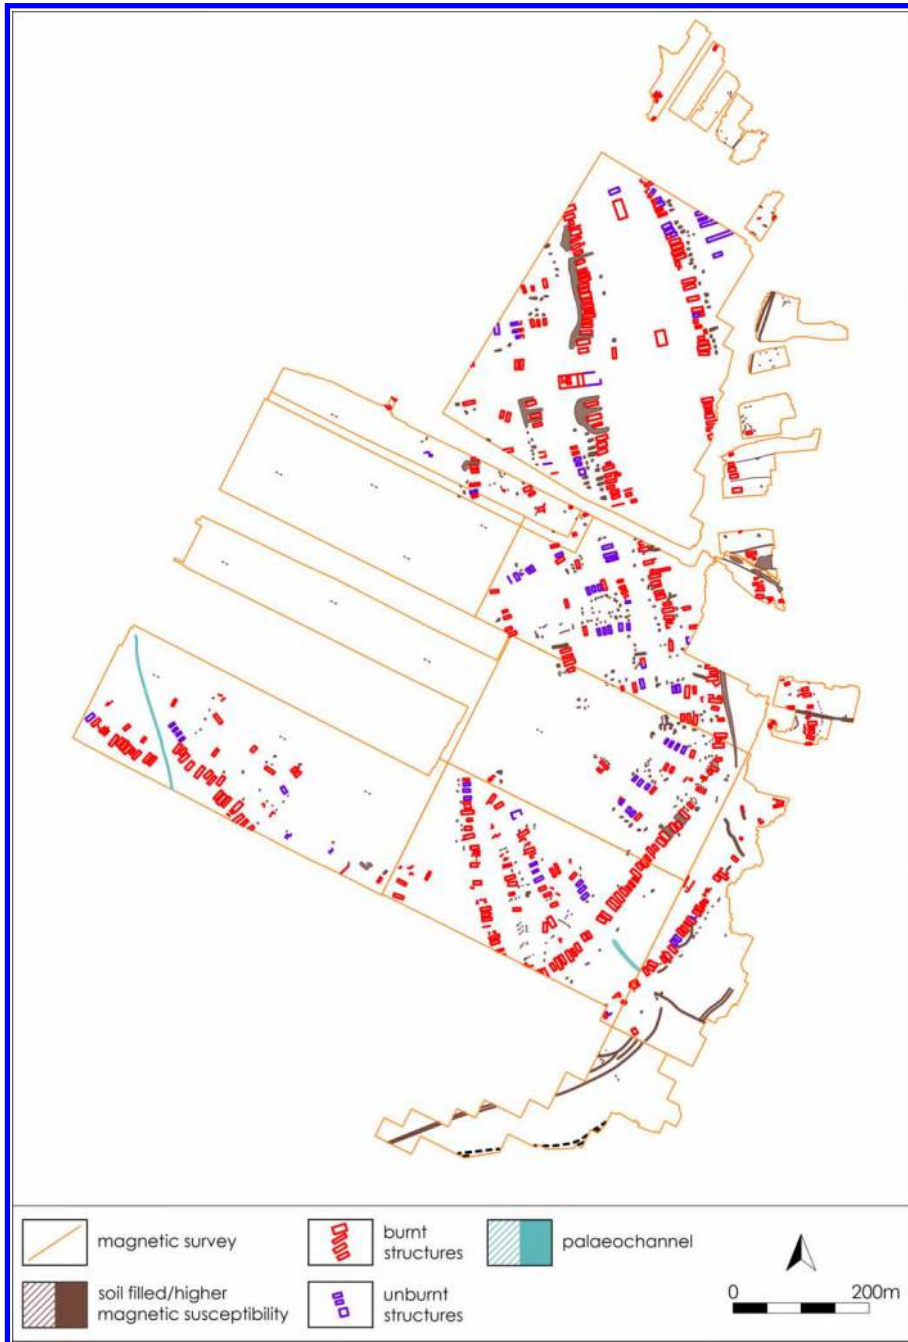 magnetic survey
soil filled/higher
magnetic susceptibility
burnt
structures
unburnt
structures
palaeochannel
0 200m